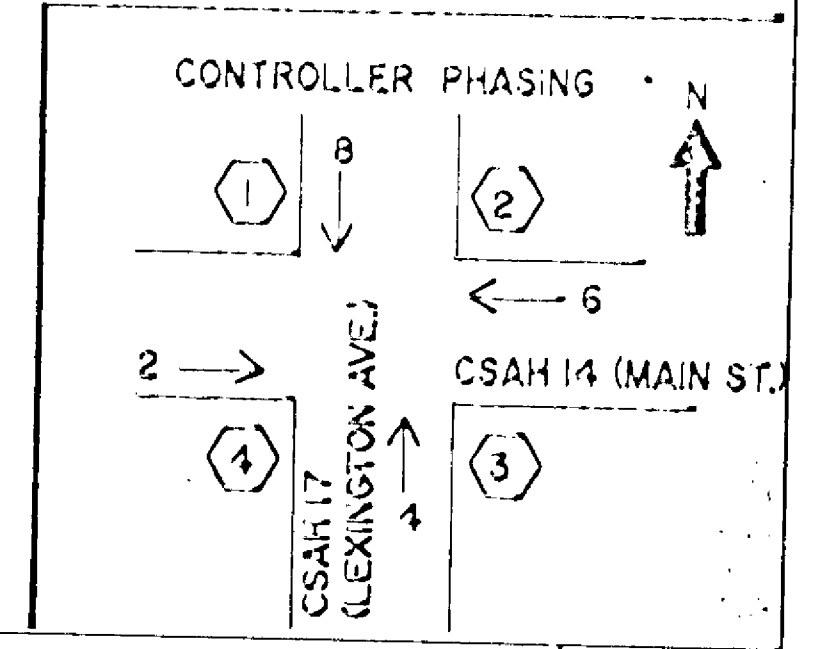 CONTROLLER PHASING
N
8
1
2
6
2
CSAH 14 (MAIN ST.)
4
3
4
CSAH 17
(LEXINGTON AVE.)